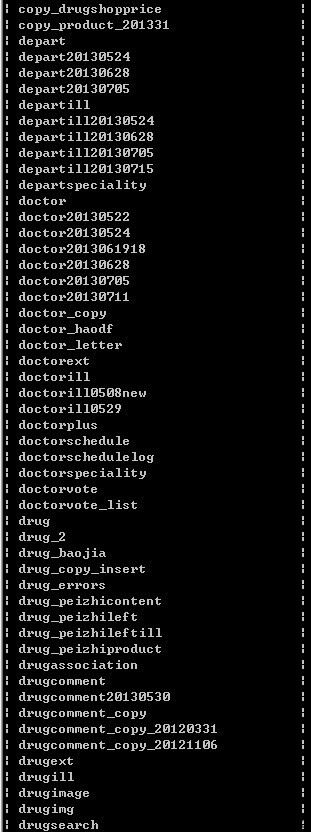 ¦ copy_drugshopprice ¦
¦ copy_product_201331 ¦
¦ depart ¦
¦ depart20130524 ¦
¦ depart20130628 ¦
¦ depart20130705 ¦
¦ departill ¦
¦ departill20130524 ¦
¦ departill20130628 ¦
¦ departill20130705 ¦
¦ departill20130715 ¦
¦ departspeciality ¦
¦ doctor ¦
¦ doctor20130522 ¦
¦ doctor20130524 ¦
¦ doctor2013061918 ¦
¦ doctor20130628 ¦
¦ doctor20130705 ¦
¦ doctor20130711 ¦
¦ doctor_copy ¦
¦ doctor_haodf ¦
¦ doctor_letter ¦
¦ doctorext ¦
¦ doctorill ¦
¦ doctorill0508new ¦
¦ doctorill0529 ¦
¦ doctorplus ¦
¦ doctorschedule ¦
¦ doctorschedulelog ¦
¦ doctorspeciality ¦
¦ doctorvote ¦
¦ doctorvote_list ¦
¦ drug ¦
¦ drug_2 ¦
¦ drug_baojia ¦
¦ drug_copy_insert ¦
¦ drug_errors ¦
¦ drug_peizhicontent ¦
¦ drug_peizhileft ¦
¦ drug_peizhileftill ¦
¦ drug_peizhiproduct ¦
¦ drugassociation ¦
¦ drugcomment ¦
¦ drugcomment20130530 ¦
¦ drugcomment_copy ¦
¦ drugcomment_copy_20120331 ¦
¦ drugcomment_copy_20121106 ¦
¦ drugext ¦
¦ drugill ¦
¦ drugimage ¦
¦ drugimg ¦
¦ drugsearch ¦